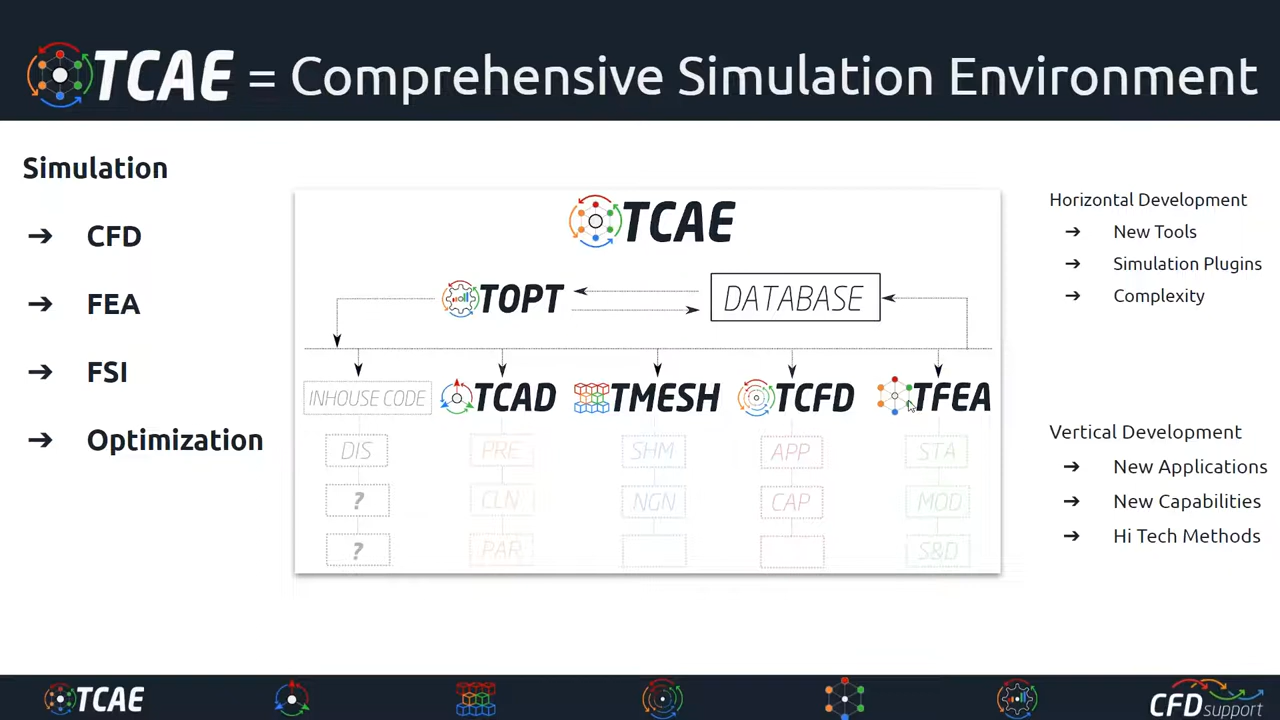 TCAE = Comprehensive Simulation Environment
Simulation
➔ CFD
➔ FEA
➔ FSI
➔ Optimization
TCAE
TOPT
DATABASE
INHOUSE CODE
TCAD
TMESH
TCFD
TFEA
DIS
PRE
SHM
APP
STA
?
CLN
NGN
CAP
MOD
?
PAR
S&D
Horizontal Development
➔ New Tools
➔ Simulation Plugins
➔ Complexity
Vertical Development
➔ New Applications
➔ New Capabilities
➔ Hi Tech Methods
TCAE
CFD support